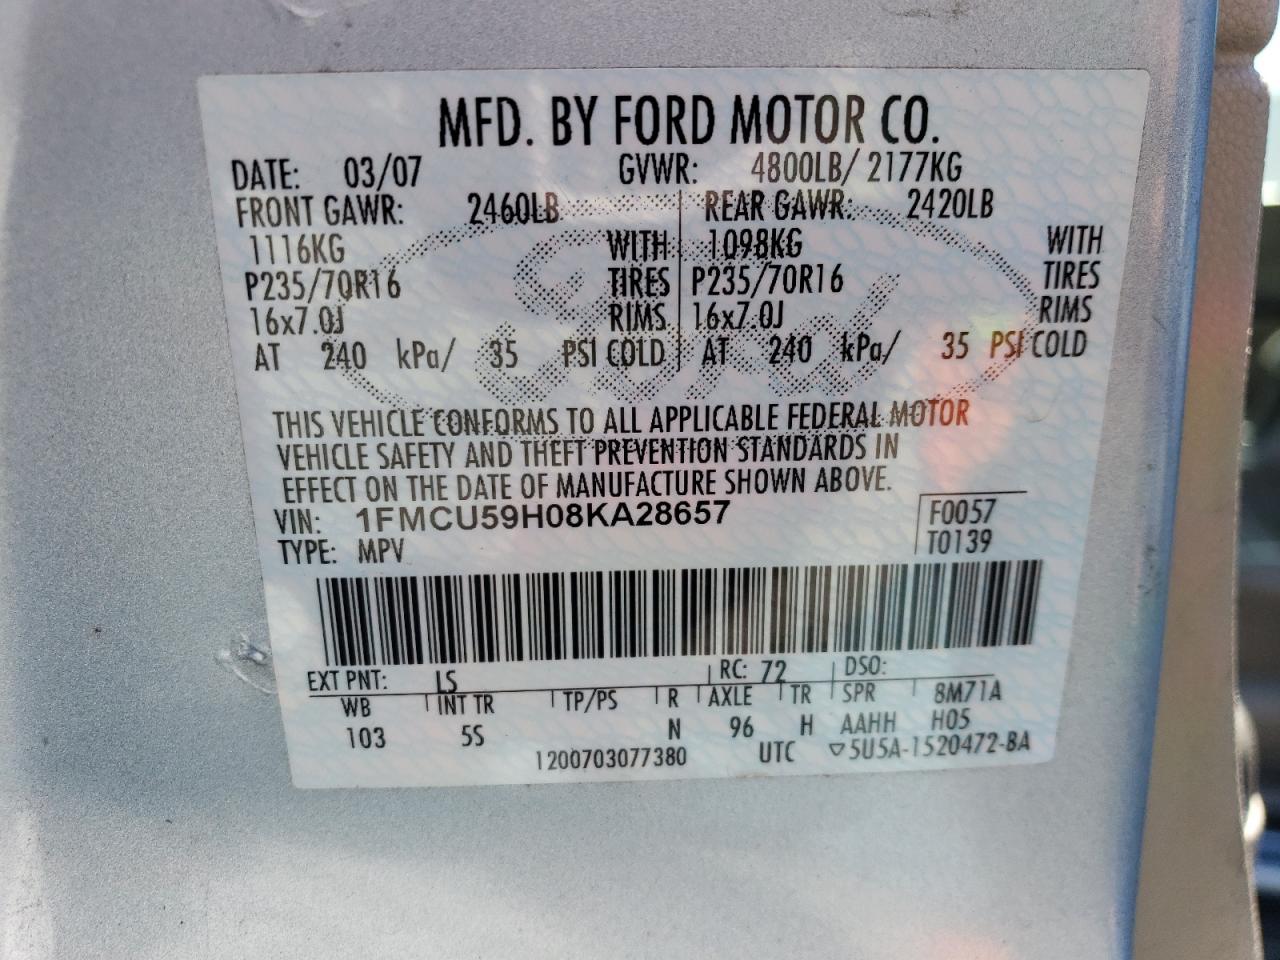 MFD. BY FORD MOTOR CO.
DATE: 03/07 GVWR: 4800LB/ 2177KG
FRONT GAWR: 2460LB REAR GAWR: 2420LB
1116KG WITH 1098KG WITH
P235/70R16 TIRES P235/70R16 TIRES
16x7.0J RIMS 16x7.0J RIMS
AT 240 kPa/ 35 PSI COLD AT 240 kPa/ 35 PSI COLD
Ford
THIS VEHICLE CONFORMS TO ALL APPLICABLE FEDERAL MOTOR
VEHICLE SAFETY AND THEFT PREVENTION STANDARDS IN
EFFECT ON THE DATE OF MANUFACTURE SHOWN ABOVE.
VIN: 1FMCU59H08KA28657 F0057
TYPE: MPV T0139
EXT PNT: LS RC: 72 DSO:
WB INT TR TP/PS R AXLE TR SPR 8M71A
103 5S N 96 H AAHH H05
1200703077380 UTC ▽5U5A-1520472-BA